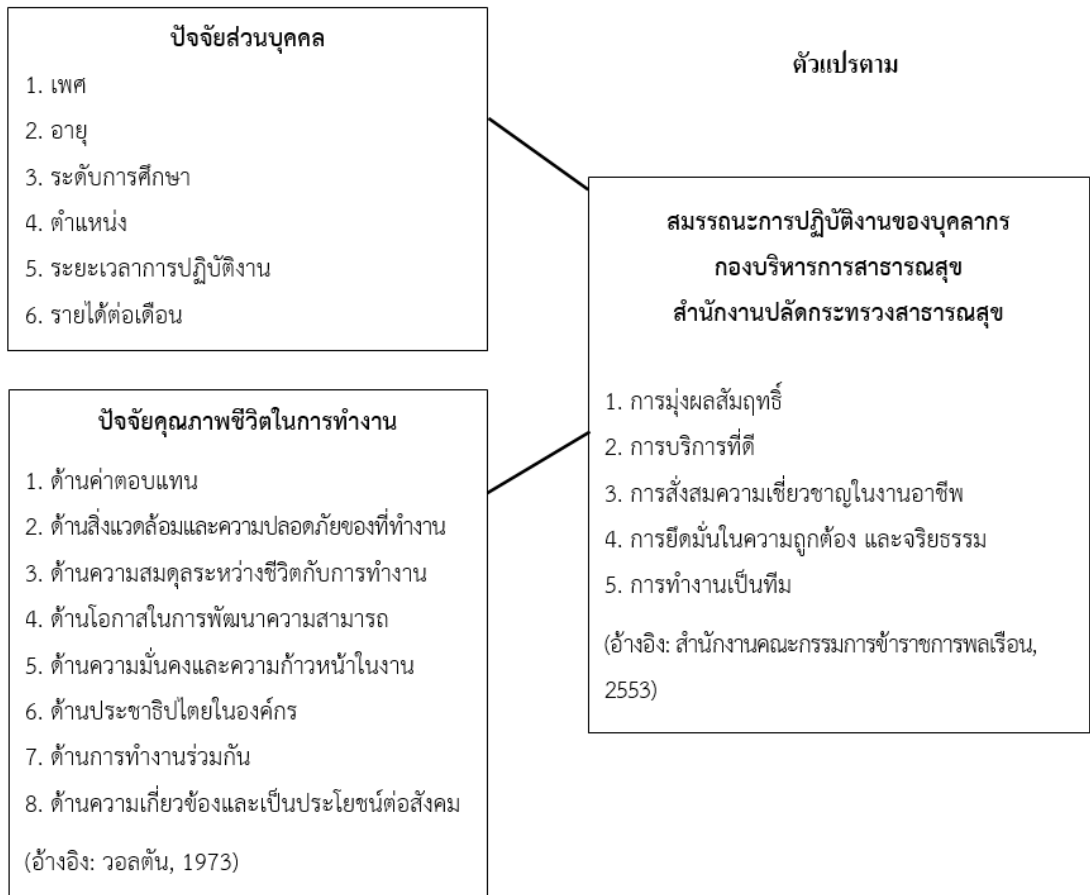 ปัจจัยส่วนบุคคล
1. เพศ
2. อายุ
3. ระดับการศึกษา
4. ตำแหน่ง
5. ระยะเวลาการปฏิบัติงาน
6. รายได้ต่อเดือน
ปัจจัยคุณภาพชีวิตในการทำงาน
1. ด้านค่าตอบแทน
2. ด้านสิ่งแวดล้อมและความปลอดภัยของที่ทำงาน
3. ด้านความสมดุลระหว่างชีวิตกับการทำงาน
4. ด้านโอกาสในการพัฒนาความสามารถ
5. ด้านความมั่นคงและความก้าวหน้าในงาน
6. ด้านประชาธิปไตยในองค์กร
7. ด้านการทำงานร่วมกัน
8. ด้านความเกี่ยวข้องและเป็นประโยชน์ต่อสังคม
(อ้างอิง: วอลตัน, 1973)
ตัวแปรตาม
สมรรถนะการปฏิบัติงานของบุคลากร
กองบริหารการสาธารณสุข
สำนักงานปลัดกระทรวงสาธารณสุข
1. การมุ่งผลสัมฤทธิ์
2. การบริการที่ดี
3. การสั่งสมความเชี่ยวชาญในงานอาชีพ
4. การยึดมั่นในความถูกต้อง และจริยธรรม
5. การทำงานเป็นทีม
(อ้างอิง: สำนักงานคณะกรรมการข้าราชการพลเรือน,
2553)